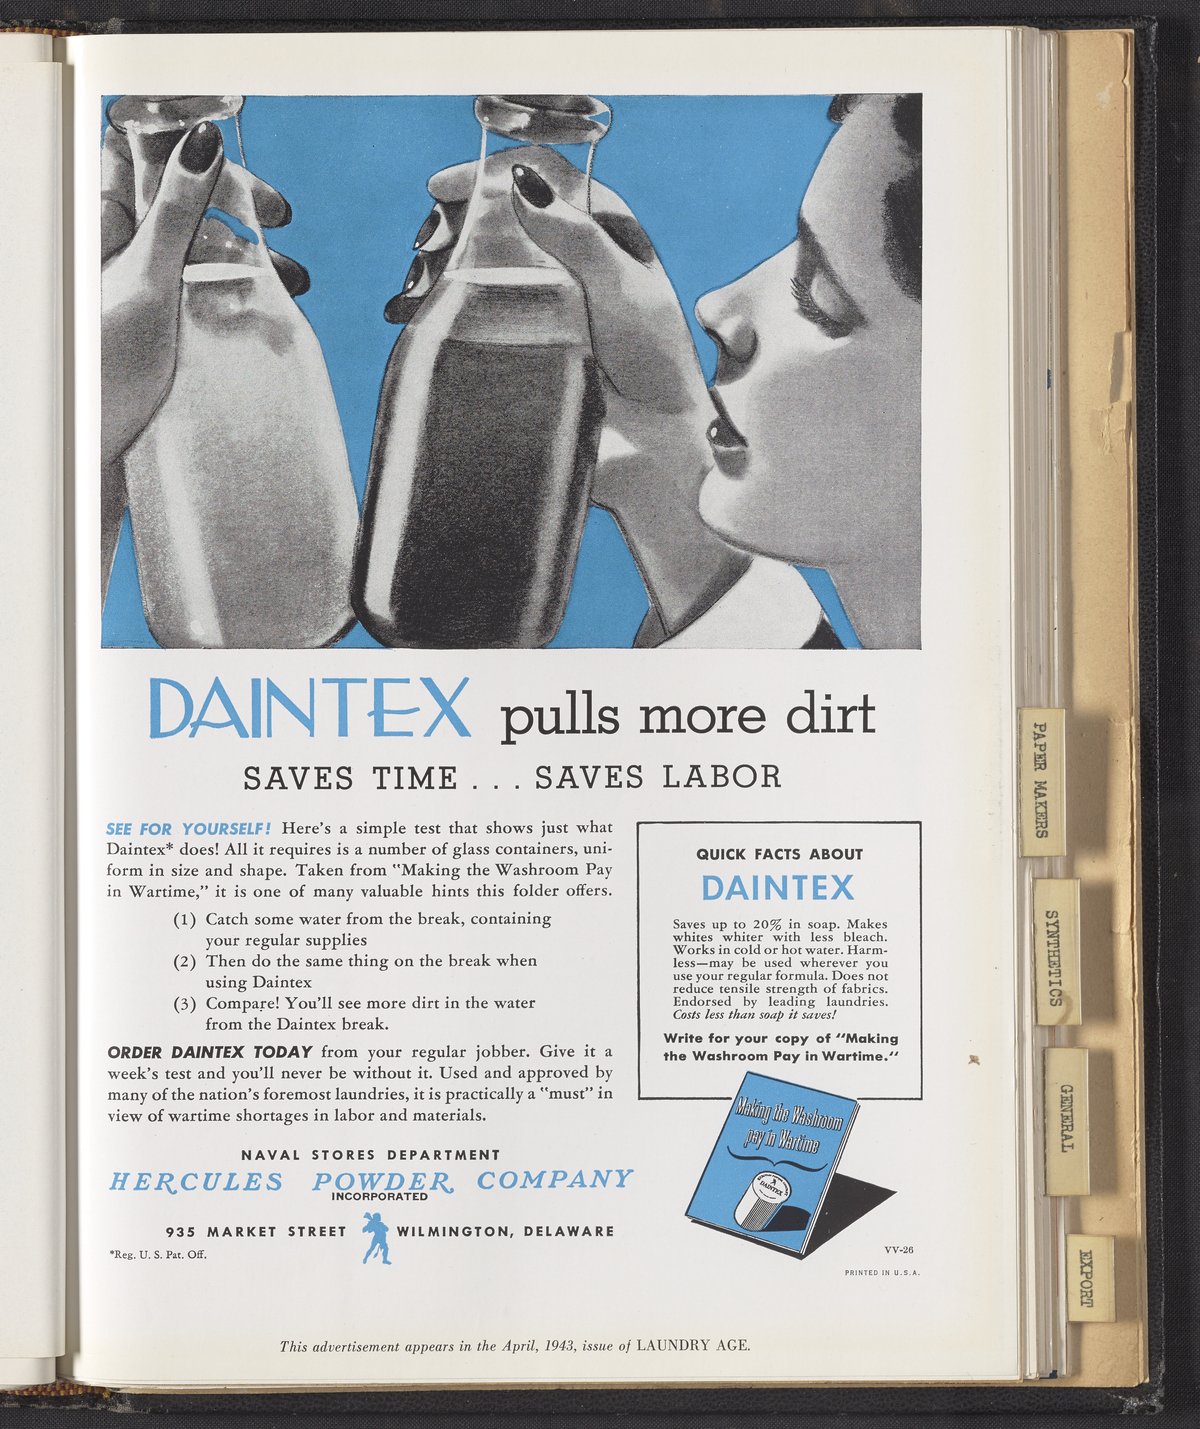 DAINTEX pulls more dirt
SAVES TIME . . . SAVES LABOR
SEE FOR YOURSELF! Here's a simple test that shows just what
Daintex* does! All it requires is a number of glass containers, uni-
form in size and shape. Taken from "Making the Washroom Pay
in Wartime," it is one of many valuable hints this folder offers.
(1) Catch some water from the break, containing
your regular supplies
(2) Then do the same thing on the break when
using Daintex
(3) Compare! You'll see more dirt in the water
from the Daintex break.
ORDER DAINTEX TODAY from your regular jobber. Give it a
week's test and you'll never be without it. Used and approved by
many of the nation's foremost laundries, it is practically a "must" in
view of wartime shortages in labor and materials.
NAVAL STORES DEPARTMENT
HERCULES POWDER COMPANY
INCORPORATED
935 MARKET STREET WILMINGTON, DELAWARE
*Reg. U. S. Pat. Off.
QUICK FACTS ABOUT
DAINTEX
Saves up to 20% in soap. Makes
whites whiter with less bleach.
Works in cold or hot water. Harm-
less—may be used wherever you
use your regular formula. Does not
reduce tensile strength of fabrics.
Endorsed by leading laundries.
Costs less than soap it saves!
Write for your copy of "Making
the Washroom Pay in Wartime."
Making the Washroom
pay in Wartime
DAINTEX
VV-26
PRINTED IN U.S.A.
This advertisement appears in the April, 1943, issue of LAUNDRY AGE.
PAPER MAKERS
SYNTHETICS
GENERAL
EXPORT